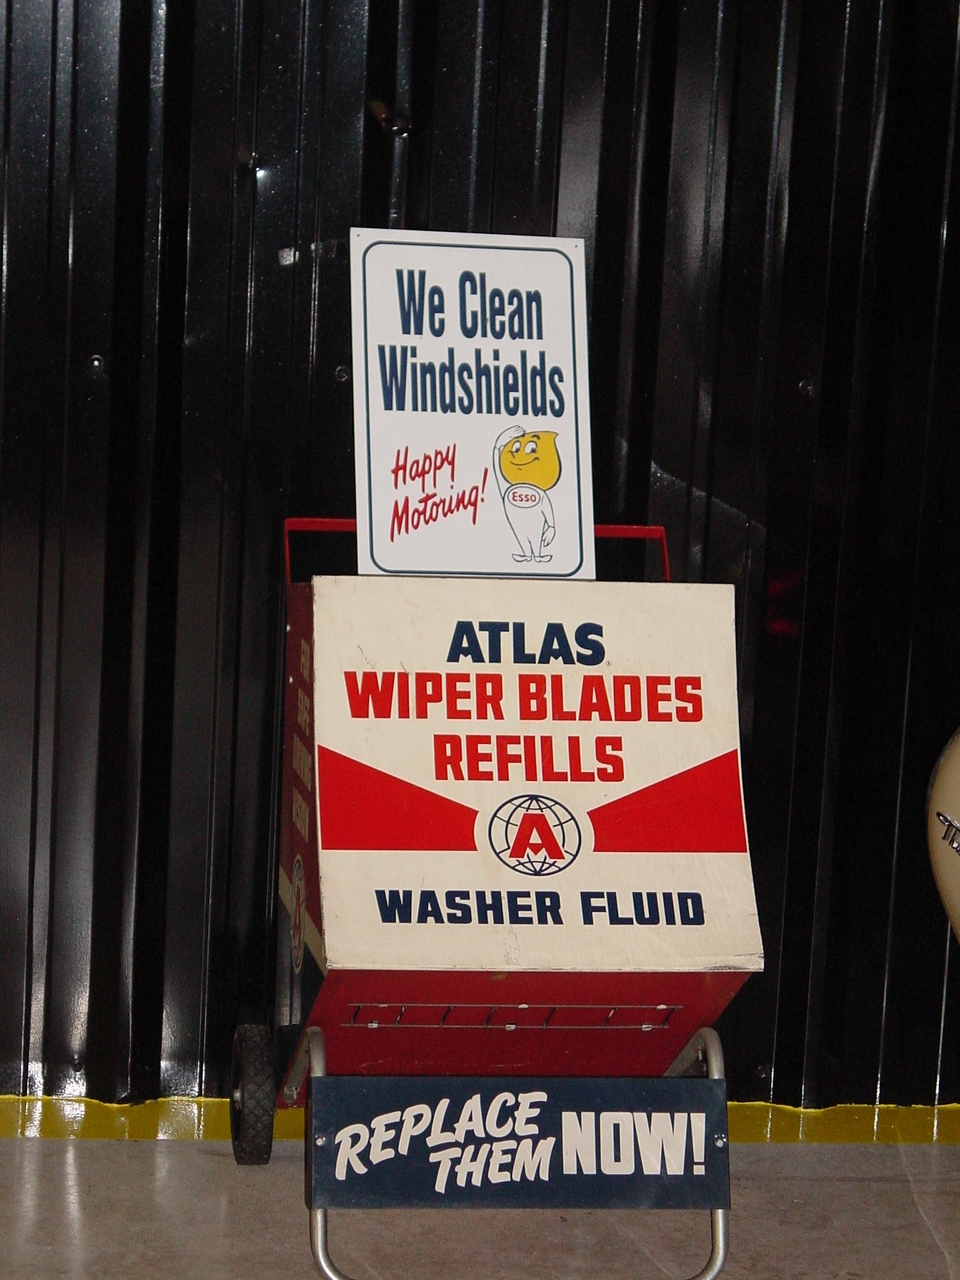 We Clean
Windshields
Happy
Motoring!
Esso
ATLAS
WIPER BLADES
REFILLS
A
WASHER FLUID
REPLACE
THEM NOW!